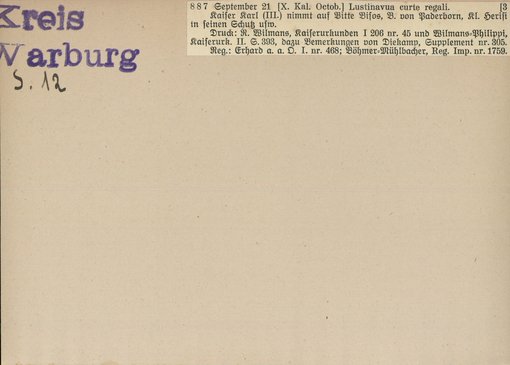 Kreis
Warburg
S. 12
887 September 21 [X. Kal. Octob.] Lustinavua curte regali. [3
Kaiser Karl (III.) nimmt auf Bitte Bisos, B. von Paderborn, Kl. Herisi
in seinen Schuß usw.
Druck: R. Wilmans, Kaiserurkunden I 206 nr. 45 und Wilmans-Philippi,
Kaiserurk. II. S. 393, dazu Bemerkungen von Diekamp, Supplement nr. 305.
Reg.: Erhard a. a. O. I. nr. 468; Böhmer-Mühlbacher, Reg. Imp. nr. 1759.